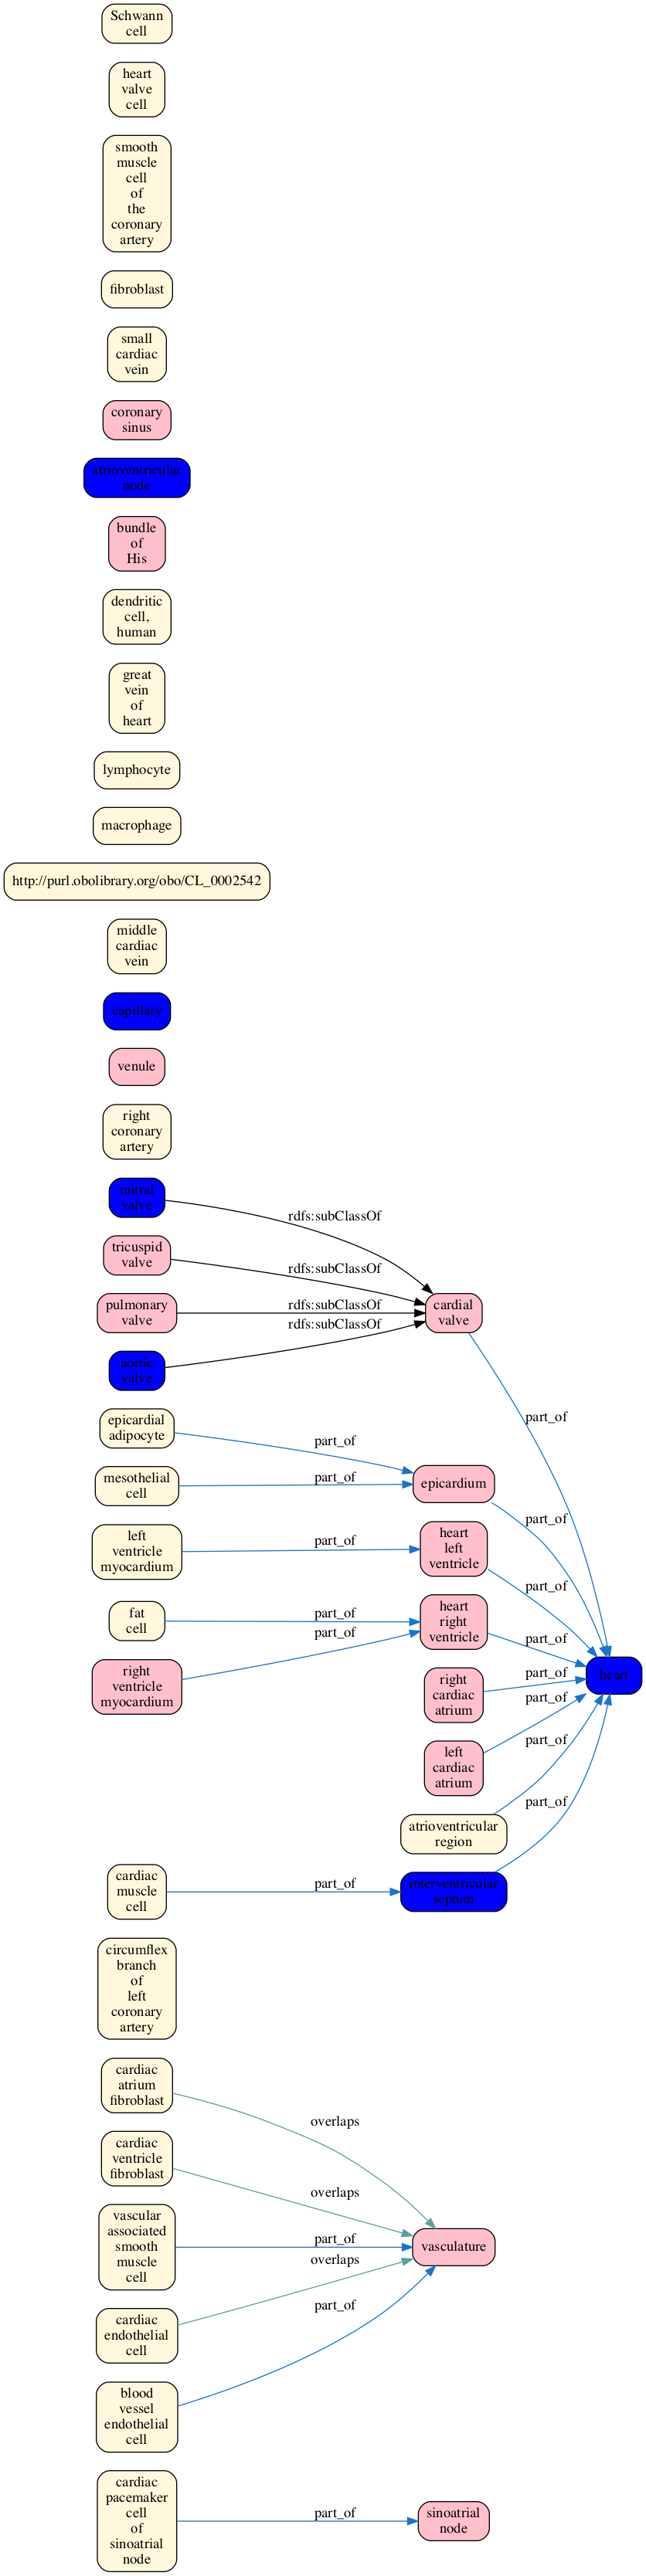 Schwann
cell
heart
valve
cell
smooth
muscle
cell
of
the
coronary
artery
fibroblast
small
cardiac
vein
coronary
sinus
atrioventricular
node
bundle
of
His
dendritic
cell,
human
great
vein
of
heart
lymphocyte
macrophage
http://purl.obolibrary.org/obo/CL_0002542
middle
cardiac
vein
capillary
venule
right
coronary
artery
mitral
valve
rdfs:subClassOf
tricuspid
valve
rdfs:subClassOf
pulmonary
valve
rdfs:subClassOf
cardial
valve
rdfs:subClassOf
aortic
valve
part_of
epicardial
adipocyte
part_of
mesothelial
cell
part_of
epicardium
part_of
left
ventricle
myocardium
part_of
heart
left
ventricle
part_of
fat
cell
part_of
heart
right
ventricle
part_of
part_of
right
ventricle
myocardium
heart
right
cardiac
atrium
part_of
left
cardiac
atrium
part_of
atrioventricular
region
part_of
cardiac
muscle
cell
part_of
interventricular
septum
part_of
circumflex
branch
of
left
coronary
artery
cardiac
atrium
fibroblast
overlaps
cardiac
ventricle
fibroblast
overlaps
vascular
associated
smooth
muscle
cell
part_of
vasculature
cardiac
endothelial
cell
overlaps
blood
vessel
endothelial
cell
part_of
cardiac
pacemaker
cell
of
sinoatrial
node
part_of
sinoatrial
node